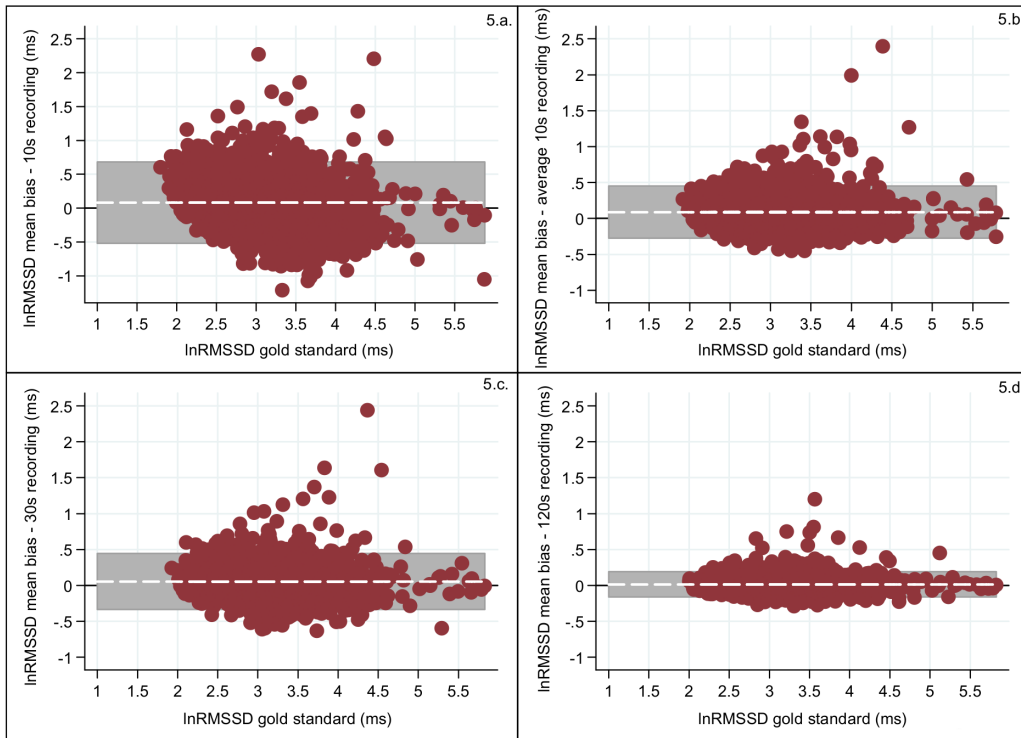 5.a.
lnRMSSD mean bias - 10s recording (ms)
2.5
2
1.5
1
.5
0
-.5
-1
1 1.5 2 2.5 3 3.5 4 4.5 5 5.5
lnRMSSD gold standard (ms)
5.b
lnRMSSD mean bias - average 10s recording (ms)
2.5
2
1.5
1
.5
0
-.5
-1
1 1.5 2 2.5 3 3.5 4 4.5 5 5.5
lnRMSSD gold standard (ms)
5.c.
lnRMSSD mean bias - 30s recording (ms)
2.5
2
1.5
1
.5
0
-.5
-1
1 1.5 2 2.5 3 3.5 4 4.5 5 5.5
lnRMSSD gold standard (ms)
5.d
lnRMSSD mean bias - 120s recording (ms)
2.5
2
1.5
1
.5
0
-.5
-1
1 1.5 2 2.5 3 3.5 4 4.5 5 5.5
lnRMSSD gold standard (ms)